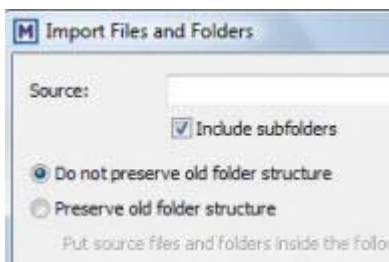 M Import Files and Folders
Source:
Include subfolders
Do not preserve old folder structure
Preserve old folder structure
Put source files and folders inside the